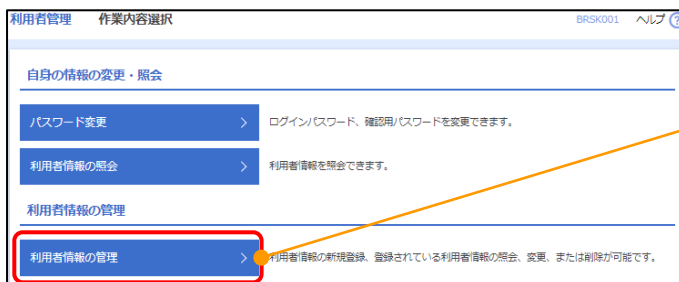 利用者管理 作業内容選択 BRSK001 ヘルプ ?
自身の情報の変更・照会
パスワード変更 ログインパスワード、確認用パスワードを変更できます。
利用者情報の照会 利用者情報を照会できます。
利用者情報の管理
利用者情報の管理 利用者情報の新規登録、登録されている利用者情報の照会、変更、または削除が可能です。